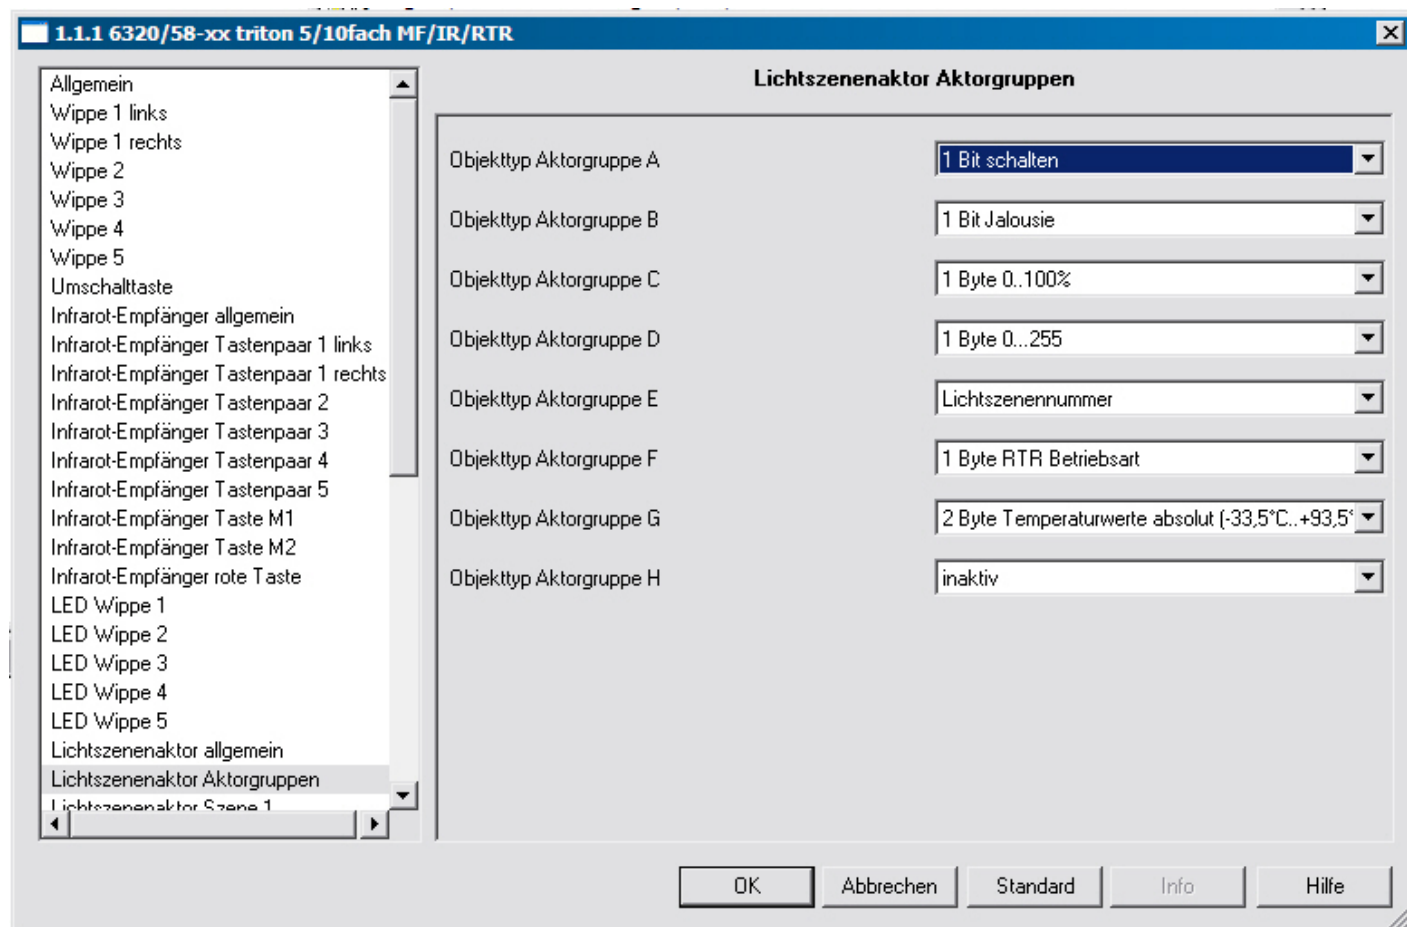 1.1.1 6320/58-xx triton 5/10fach MF/IR/RTR
Allgemein
Wippe 1 links
Wippe 1 rechts
Wippe 2
Wippe 3
Wippe 4
Wippe 5
Umschalttaste
Infrarot-Empfänger allgemein
Infrarot-Empfänger Tastenpaar 1 links
Infrarot-Empfänger Tastenpaar 1 rechts
Infrarot-Empfänger Tastenpaar 2
Infrarot-Empfänger Tastenpaar 3
Infrarot-Empfänger Tastenpaar 4
Infrarot-Empfänger Tastenpaar 5
Infrarot-Empfänger Taste M1
Infrarot-Empfänger Taste M2
Infrarot-Empfänger rote Taste
LED Wippe 1
LED Wippe 2
LED Wippe 3
LED Wippe 4
LED Wippe 5
Lichtszenenaktor allgemein
Lichtszenenaktor Aktorgruppen
Lichtszenenaktor Szene 1
Lichtszenenaktor Aktorgruppen
Objekttyp Aktorgruppe A 1 Bit schalten
Objekttyp Aktorgruppe B 1 Bit Jalousie
Objekttyp Aktorgruppe C 1 Byte 0..100%
Objekttyp Aktorgruppe D 1 Byte 0...255
Objekttyp Aktorgruppe E Lichtszenennummer
Objekttyp Aktorgruppe F 1 Byte RTR Betriebsart
Objekttyp Aktorgruppe G 2 Byte Temperaturwerte absolut (-33,5°C..+93,5°
Objekttyp Aktorgruppe H inaktiv
OK Abbrechen Standard Info Hilfe